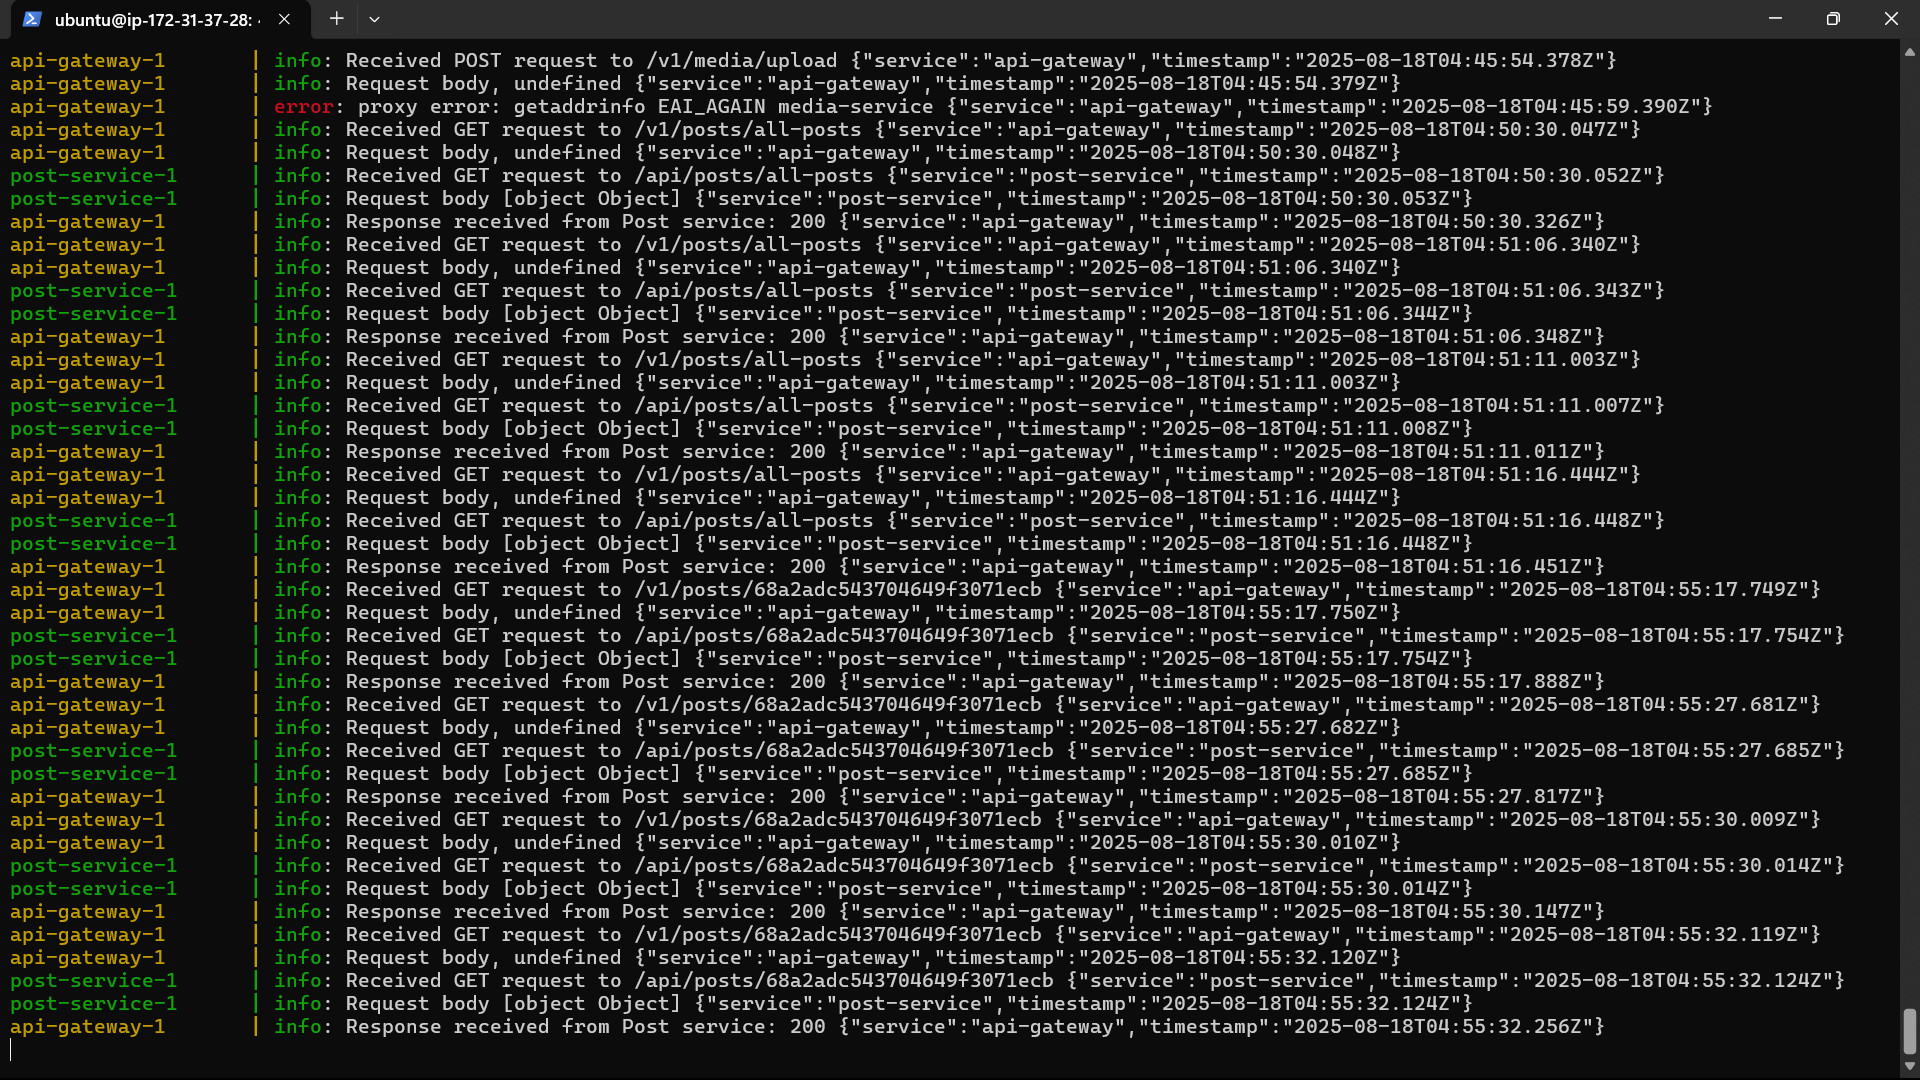 ubuntu@ip-172-31-37-28:
api-gateway-1 | info: Received POST request to /v1/media/upload {"service":"api-gateway","timestamp":"2025-08-18T04:45:54.378Z"}
api-gateway-1 | info: Request body, undefined {"service":"api-gateway","timestamp":"2025-08-18T04:45:54.379Z"}
api-gateway-1 | error: proxy error: getaddrinfo EAI_AGAIN media-service {"service":"api-gateway","timestamp":"2025-08-18T04:45:59.390Z"}
api-gateway-1 | info: Received GET request to /v1/posts/all-posts {"service":"api-gateway","timestamp":"2025-08-18T04:50:30.047Z"}
api-gateway-1 | info: Request body, undefined {"service":"api-gateway","timestamp":"2025-08-18T04:50:30.048Z"}
post-service-1 | info: Received GET request to /api/posts/all-posts {"service":"post-service","timestamp":"2025-08-18T04:50:30.052Z"}
post-service-1 | info: Request body [object Object] {"service":"post-service","timestamp":"2025-08-18T04:50:30.053Z"}
api-gateway-1 | info: Response received from Post service: 200 {"service":"api-gateway","timestamp":"2025-08-18T04:50:30.326Z"}
api-gateway-1 | info: Received GET request to /v1/posts/all-posts {"service":"api-gateway","timestamp":"2025-08-18T04:51:06.340Z"}
api-gateway-1 | info: Request body, undefined {"service":"api-gateway","timestamp":"2025-08-18T04:51:06.340Z"}
post-service-1 | info: Received GET request to /api/posts/all-posts {"service":"post-service","timestamp":"2025-08-18T04:51:06.343Z"}
post-service-1 | info: Request body [object Object] {"service":"post-service","timestamp":"2025-08-18T04:51:06.344Z"}
api-gateway-1 | info: Response received from Post service: 200 {"service":"api-gateway","timestamp":"2025-08-18T04:51:06.348Z"}
api-gateway-1 | info: Received GET request to /v1/posts/all-posts {"service":"api-gateway","timestamp":"2025-08-18T04:51:11.003Z"}
api-gateway-1 | info: Request body, undefined {"service":"api-gateway","timestamp":"2025-08-18T04:51:11.003Z"}
post-service-1 | info: Received GET request to /api/posts/all-posts {"service":"post-service","timestamp":"2025-08-18T04:51:11.007Z"}
post-service-1 | info: Request body [object Object] {"service":"post-service","timestamp":"2025-08-18T04:51:11.008Z"}
api-gateway-1 | info: Response received from Post service: 200 {"service":"api-gateway","timestamp":"2025-08-18T04:51:11.011Z"}
api-gateway-1 | info: Received GET request to /v1/posts/all-posts {"service":"api-gateway","timestamp":"2025-08-18T04:51:16.444Z"}
api-gateway-1 | info: Request body, undefined {"service":"api-gateway","timestamp":"2025-08-18T04:51:16.444Z"}
post-service-1 | info: Received GET request to /api/posts/all-posts {"service":"post-service","timestamp":"2025-08-18T04:51:16.448Z"}
post-service-1 | info: Request body [object Object] {"service":"post-service","timestamp":"2025-08-18T04:51:16.448Z"}
api-gateway-1 | info: Response received from Post service: 200 {"service":"api-gateway","timestamp":"2025-08-18T04:51:16.451Z"}
api-gateway-1 | info: Received GET request to /v1/posts/68a2adc543704649f3071ecb {"service":"api-gateway","timestamp":"2025-08-18T04:55:17.749Z"}
api-gateway-1 | info: Request body, undefined {"service":"api-gateway","timestamp":"2025-08-18T04:55:17.750Z"}
post-service-1 | info: Received GET request to /api/posts/68a2adc543704649f3071ecb {"service":"post-service","timestamp":"2025-08-18T04:55:17.754Z"}
post-service-1 | info: Request body [object Object] {"service":"post-service","timestamp":"2025-08-18T04:55:17.754Z"}
api-gateway-1 | info: Response received from Post service: 200 {"service":"api-gateway","timestamp":"2025-08-18T04:55:17.888Z"}
api-gateway-1 | info: Received GET request to /v1/posts/68a2adc543704649f3071ecb {"service":"api-gateway","timestamp":"2025-08-18T04:55:27.681Z"}
api-gateway-1 | info: Request body, undefined {"service":"api-gateway","timestamp":"2025-08-18T04:55:27.682Z"}
post-service-1 | info: Received GET request to /api/posts/68a2adc543704649f3071ecb {"service":"post-service","timestamp":"2025-08-18T04:55:27.685Z"}
post-service-1 | info: Request body [object Object] {"service":"post-service","timestamp":"2025-08-18T04:55:27.685Z"}
api-gateway-1 | info: Response received from Post service: 200 {"service":"api-gateway","timestamp":"2025-08-18T04:55:27.817Z"}
api-gateway-1 | info: Received GET request to /v1/posts/68a2adc543704649f3071ecb {"service":"api-gateway","timestamp":"2025-08-18T04:55:30.009Z"}
api-gateway-1 | info: Request body, undefined {"service":"api-gateway","timestamp":"2025-08-18T04:55:30.010Z"}
post-service-1 | info: Received GET request to /api/posts/68a2adc543704649f3071ecb {"service":"post-service","timestamp":"2025-08-18T04:55:30.014Z"}
post-service-1 | info: Request body [object Object] {"service":"post-service","timestamp":"2025-08-18T04:55:30.014Z"}
api-gateway-1 | info: Response received from Post service: 200 {"service":"api-gateway","timestamp":"2025-08-18T04:55:30.147Z"}
api-gateway-1 | info: Received GET request to /v1/posts/68a2adc543704649f3071ecb {"service":"api-gateway","timestamp":"2025-08-18T04:55:32.119Z"}
api-gateway-1 | info: Request body, undefined {"service":"api-gateway","timestamp":"2025-08-18T04:55:32.120Z"}
post-service-1 | info: Received GET request to /api/posts/68a2adc543704649f3071ecb {"service":"post-service","timestamp":"2025-08-18T04:55:32.124Z"}
post-service-1 | info: Request body [object Object] {"service":"post-service","timestamp":"2025-08-18T04:55:32.124Z"}
api-gateway-1 | info: Response received from Post service: 200 {"service":"api-gateway","timestamp":"2025-08-18T04:55:32.256Z"}